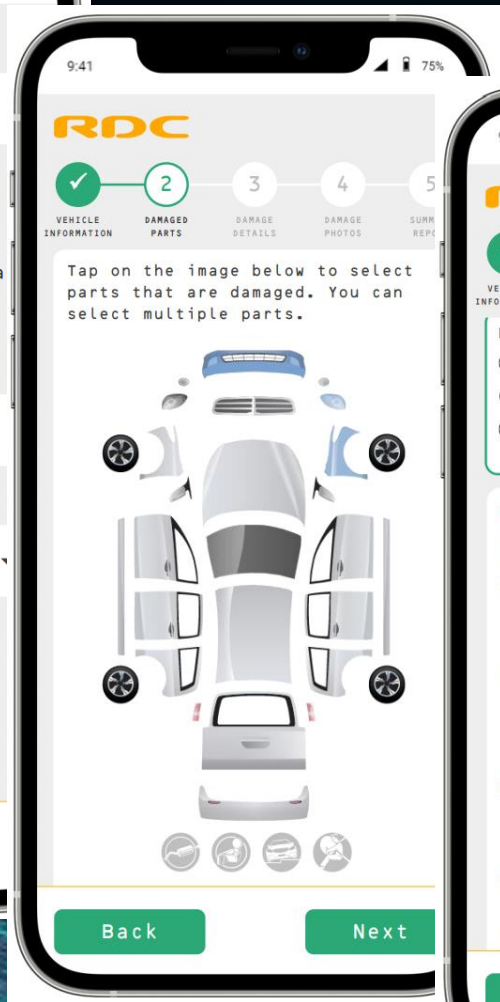 9:41
75%
RDC
2
3
4
5
VEHICLE
INFORMATION
DAMAGED
PARTS
DAMAGE
DETAILS
DAMAGE
PHOTOS
Tap on the image below to select
parts that are damaged. You can
select multiple parts.
Back
Next